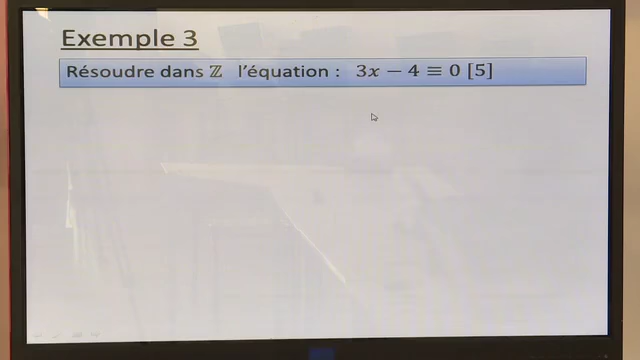 Exemple 3
Résoudre dans ℤ l'équation : 3x − 4 ≡ 0 [5]